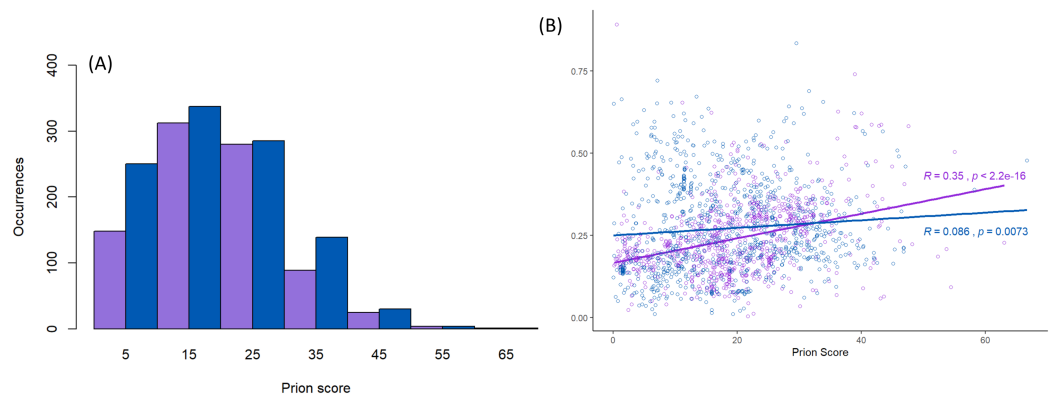 (A)
400
300
200
100
0
Occurrences
5 15 25 35 45 55 65
Prion score
(B)
0.75
0.50
0.25
0.00
R = 0.35 , p < 2.2e-16
R = 0.086 , p = 0.0073
0 20 40 60
Prion Score